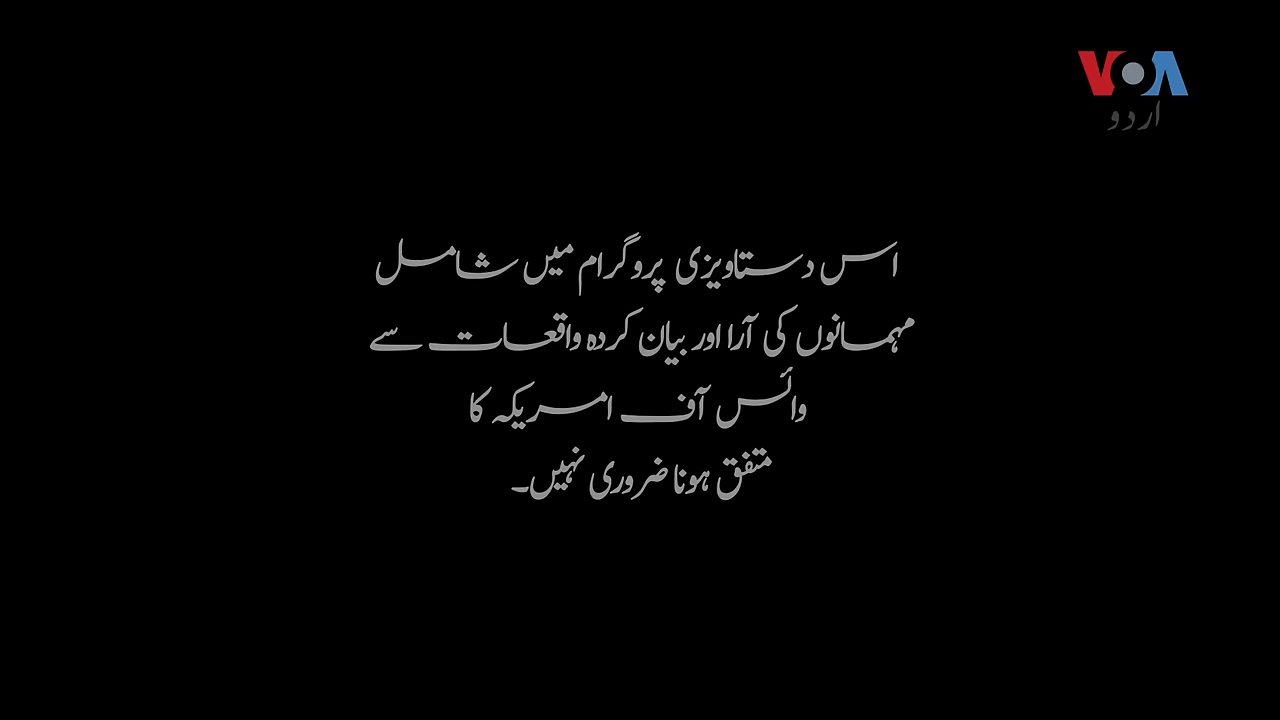 VOA
اردو
اس دستاویزی پروگرام میں شامل
مہمانوں کی آرا اور بیان کردہ واقعات سے
وائس آف امریکہ کا
متفق ہونا ضروری نہیں۔